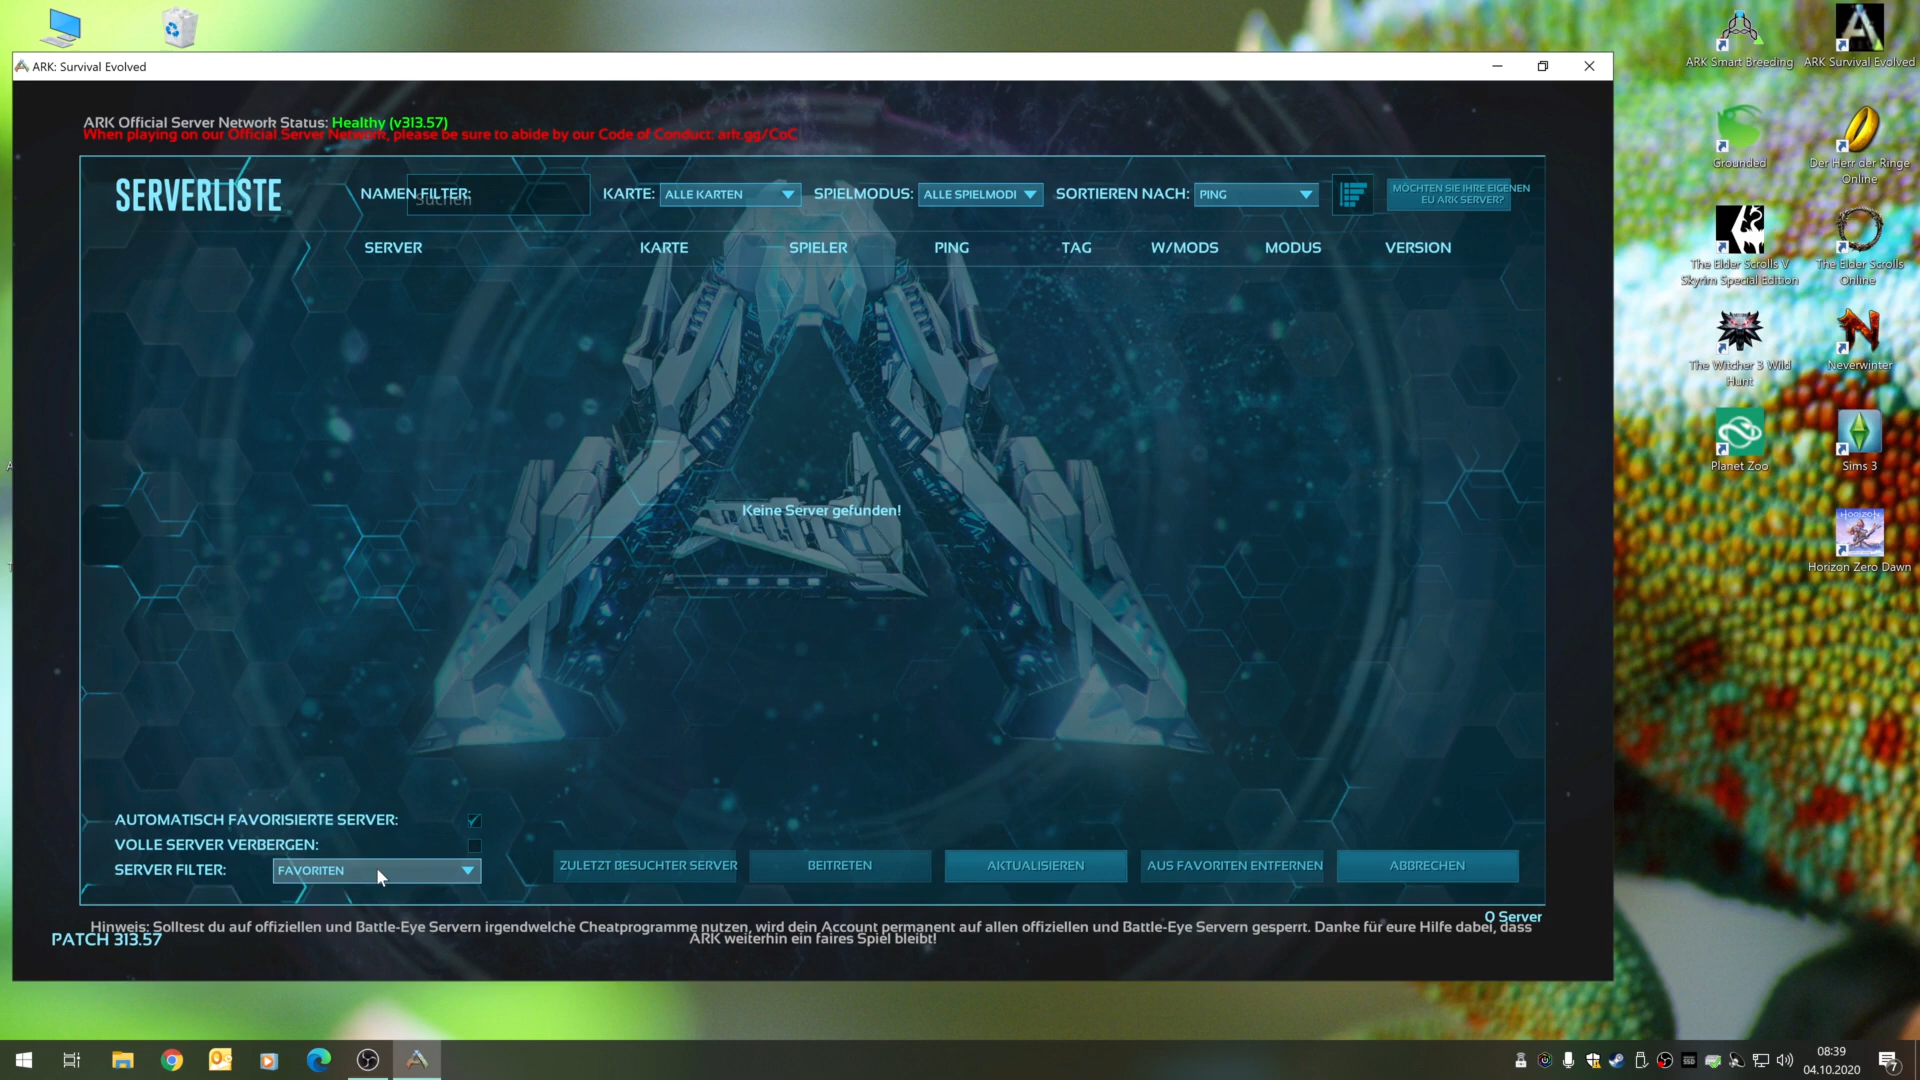 ARK: Survival Evolved
ARK Smart Breeding
ARK Survival Evolved
ARK Official Server Network Status: Healthy (v313.57)
When playing on our Official Server Network, please be sure to abide by our Code of Conduct: ark.gg/CoC
SERVERLISTE
NAMEN FILTER:
Suchen
KARTE:
ALLE KARTEN
SPIELMODUS:
ALLE SPIELMODI
SORTIEREN NACH:
PING
MÖCHTEN SIE IHRE EIGENEN
EU ARK SERVER?
SERVER
KARTE
SPIELER
PING
TAG
W/MODS
MODUS
VERSION
Grounded
Der Herr der Ringe
Online
The Elder Scrolls V
Skyrim Special Edition
The Elder Scrolls
Online
The Witcher 3 Wild
Hunt
Neverwinter
Planet Zoo
Sims 3
HORIZON
Horizon Zero Dawn
Keine Server gefunden!
AUTOMATISCH FAVORISIERTE SERVER:
VOLLE SERVER VERBERGEN:
SERVER FILTER:
FAVORITEN
ZULETZT BESUCHTER SERVER
BEITRETEN
AKTUALISIEREN
AUS FAVORITEN ENTFERNEN
ABBRECHEN
0 Server
Hinweis: Solltest du auf offiziellen und Battle-Eye Servern irgendwelche Cheatprogramme nutzen, wird dein Account permanent auf allen offiziellen und Battle-Eye Servern gesperrt. Danke für eure Hilfe dabei, dass
ARK weiterhin ein faires Spiel bleibt!
PATCH 313.57
08:39
04.10.2020
7